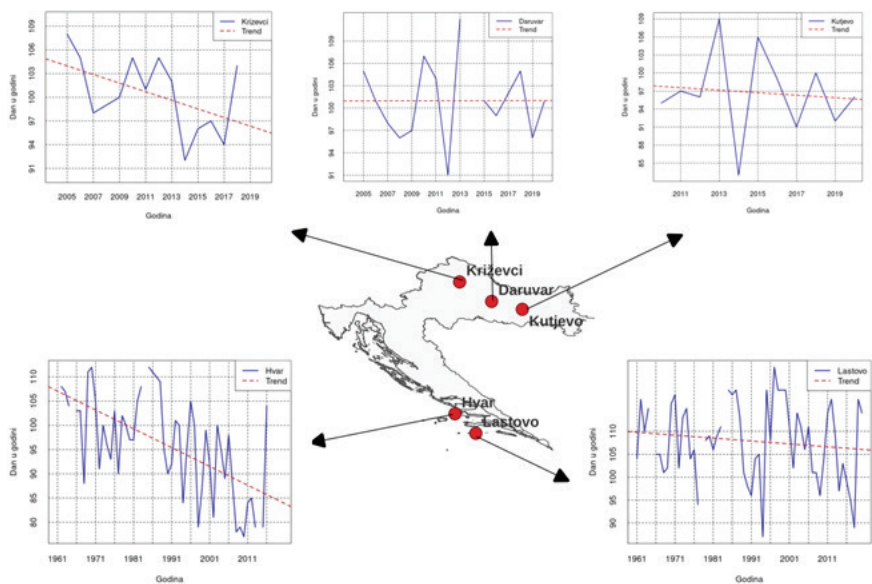 Krizevci
Trend
Dan u godini
109
106
103
100
97
94
91
2005 2007 2009 2011 2013 2015 2017 2019
Godina
Daruvar
Trend
Dan u godini
109
106
103
100
97
94
91
2005 2007 2009 2011 2013 2015 2017 2019
Godina
Kutjevo
Trend
Dan u godini
109
106
103
100
97
94
91
88
85
2011 2013 2015 2017 2019
Godina
Križevci
Daruvar
Kutjevo
Hvar
Lastovo
Hvar
Trend
Dan u godini
110
105
100
95
90
85
80
1961 1971 1981 1991 2001 2011
Godina
Lastovo
Trend
Dan u godini
110
105
100
95
90
1961 1971 1981 1991 2001 2011
Godina